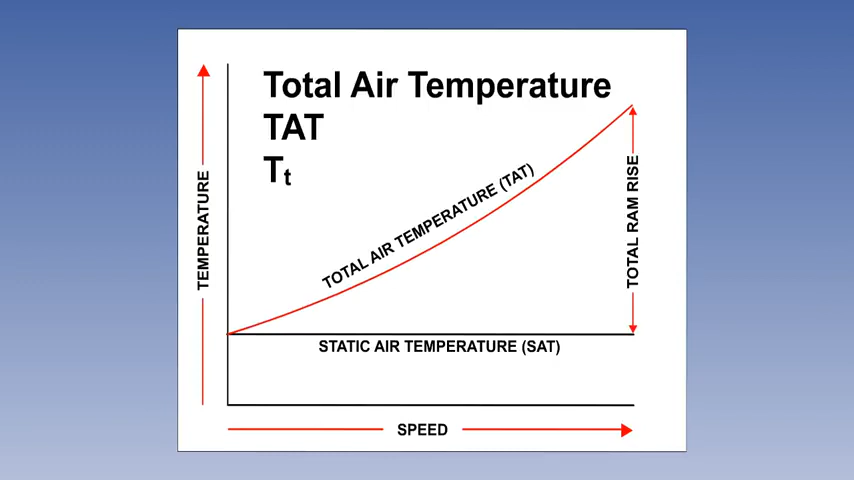 Total Air Temperature
TAT
Tt
TEMPERATURE
TOTAL AIR TEMPERATURE (TAT)
TOTAL RAM RISE
STATIC AIR TEMPERATURE (SAT)
SPEED